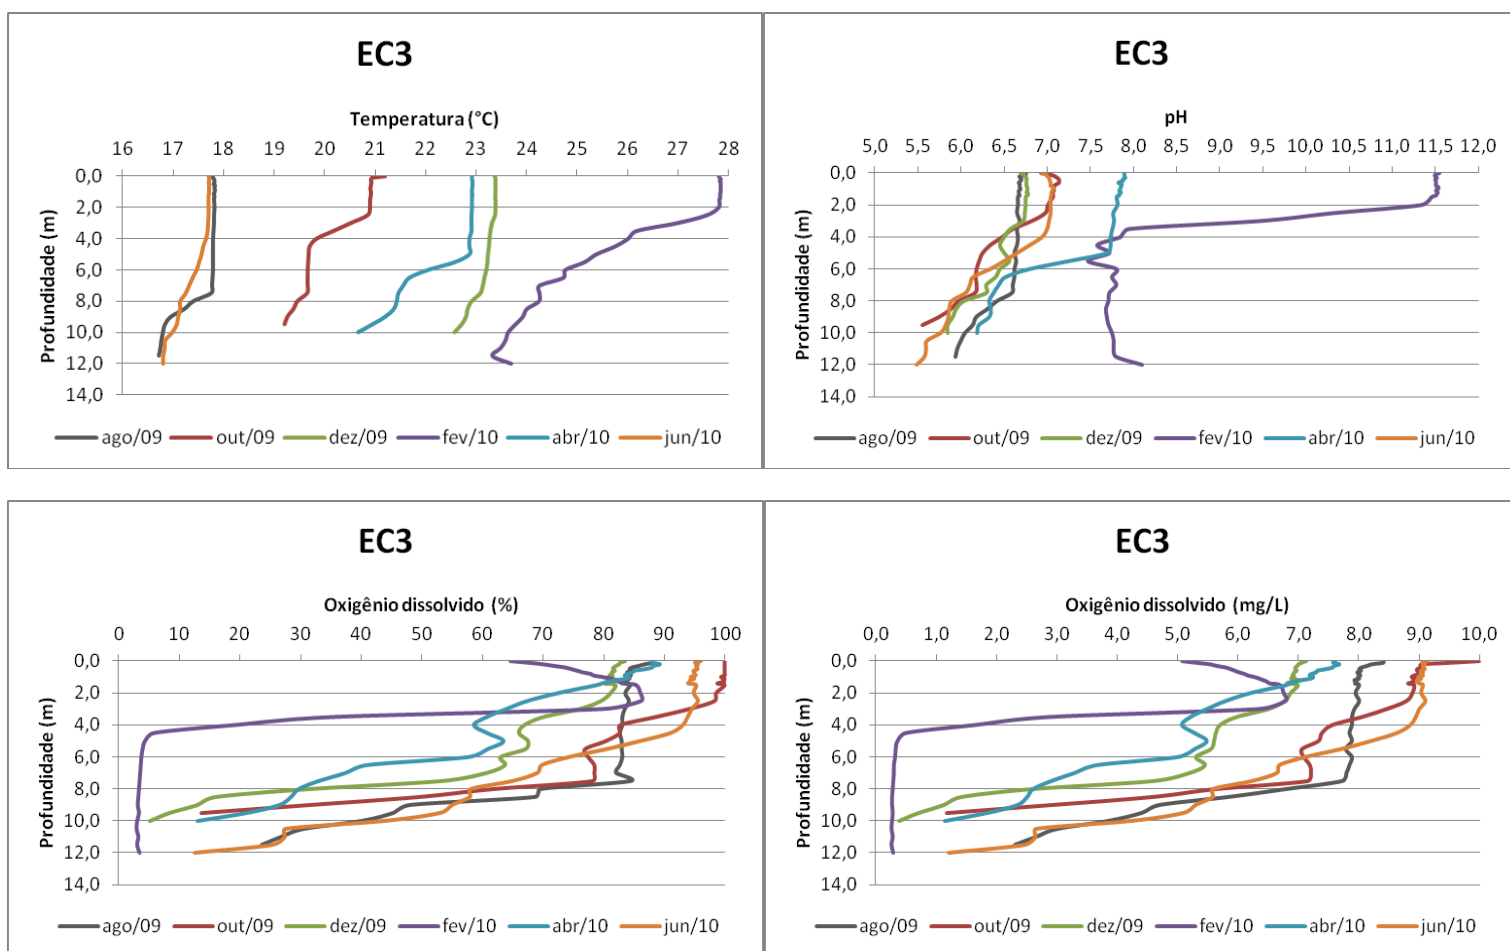 EC3
Temperatura (°C)
16 17 18 19 20 21 22 23 24 25 26 27 28
Profundidade (m)
0,0
2,0
4,0
6,0
8,0
10,0
12,0
14,0
ago/09 out/09 dez/09 fev/10 abr/10 jun/10
EC3
pH
5,0 5,5 6,0 6,5 7,0 7,5 8,0 8,5 9,0 9,5 10,0 10,5 11,0 11,5 12,0
Profundidade (m)
0,0
2,0
4,0
6,0
8,0
10,0
12,0
14,0
ago/09 out/09 dez/09 fev/10 abr/10 jun/10
EC3
Oxigênio dissolvido (%)
0 10 20 30 40 50 60 70 80 90 100
Profundidade (m)
0,0
2,0
4,0
6,0
8,0
10,0
12,0
14,0
ago/09 out/09 dez/09 fev/10 abr/10 jun/10
EC3
Oxigênio dissolvido (mg/L)
0,0 1,0 2,0 3,0 4,0 5,0 6,0 7,0 8,0 9,0 10,0
Profundidade (m)
0,0
2,0
4,0
6,0
8,0
10,0
12,0
14,0
ago/09 out/09 dez/09 fev/10 abr/10 jun/10